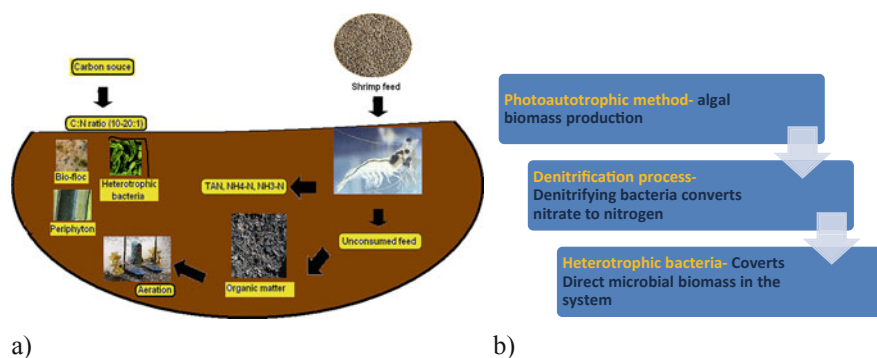 Carbon souce
C:N ratio (10-20:1)
Bio-floc
Heterotrophic
bacteria
Periphyton
Aeration
Shrimp feed
TAN, NH4-N, NH3-N
Unconsumed feed
Organic matter
a)
Photoautotrophic method- algal
biomass production
Denitrification process-
Denitrifying bacteria converts
nitrate to nitrogen
Heterotrophic bacteria- Coverts
Direct microbial biomass in the
system
b)